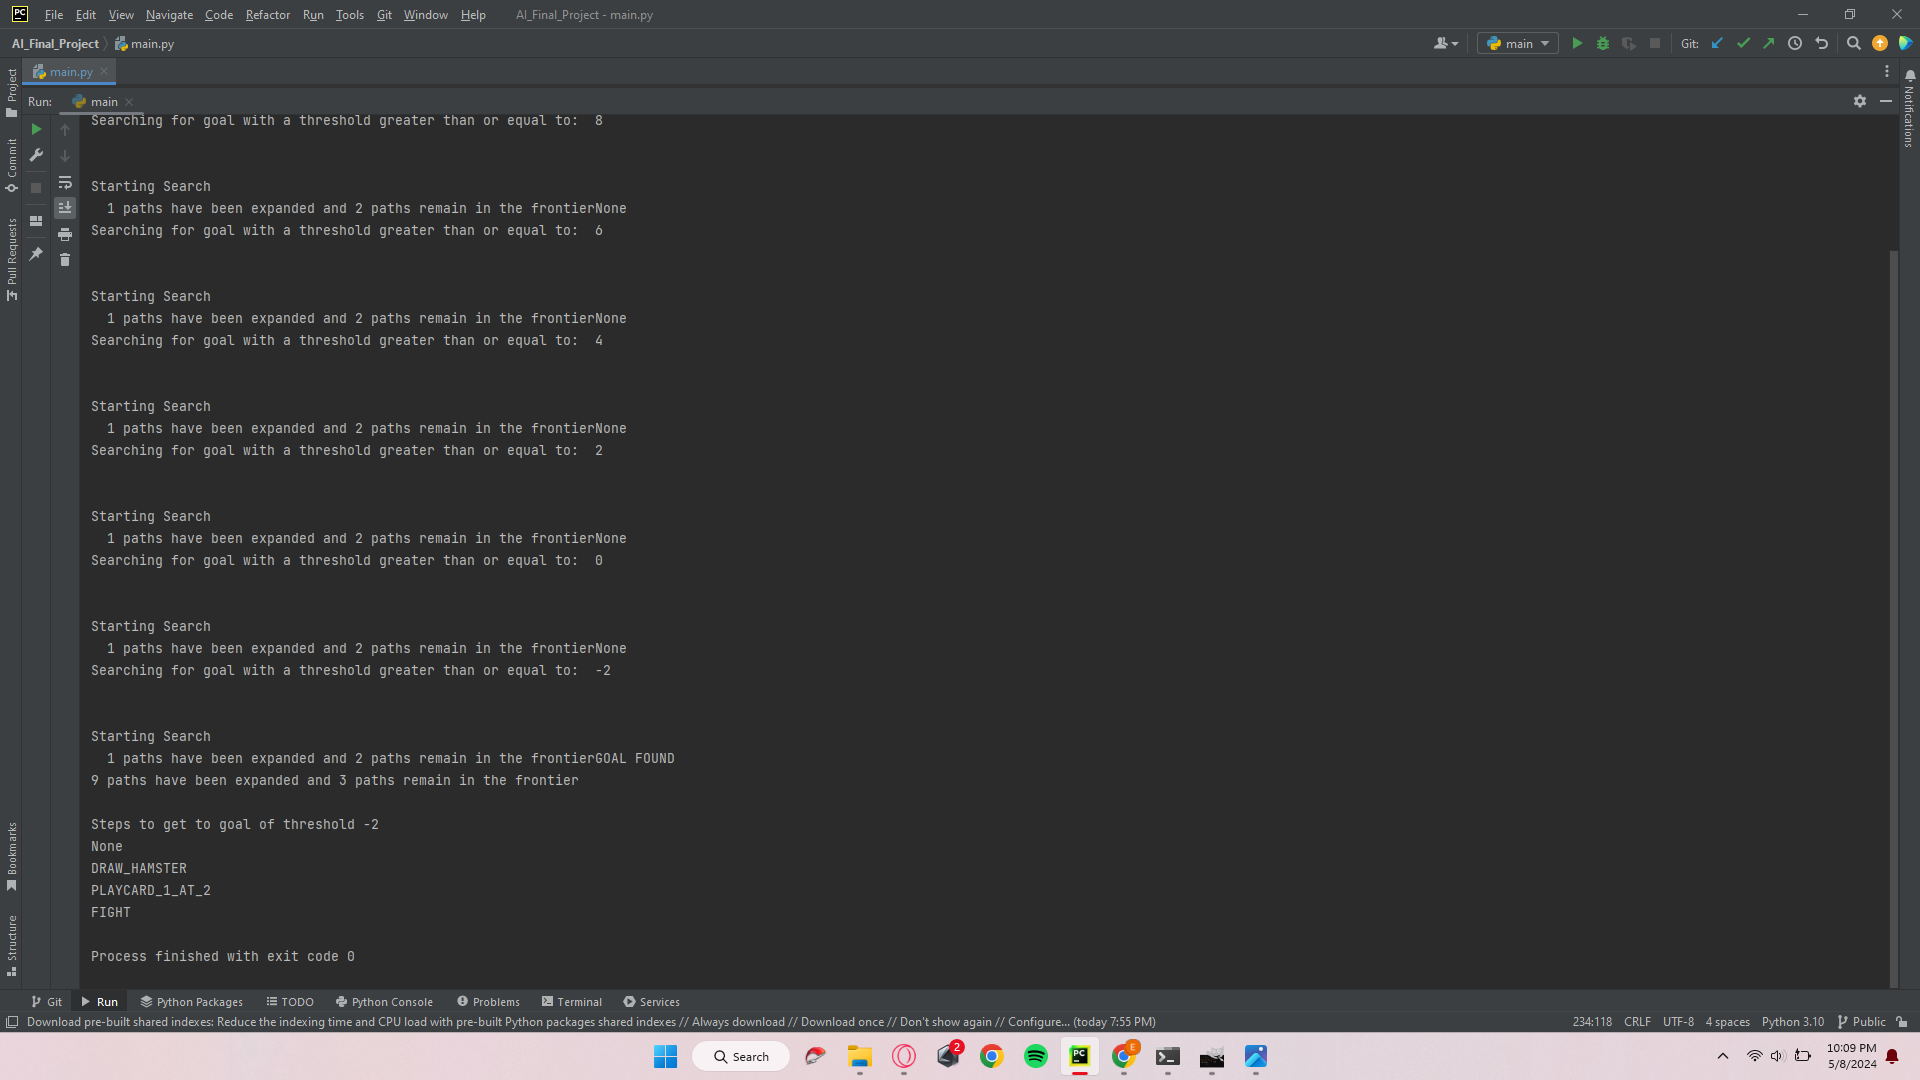 PC File Edit View Navigate Code Refactor Run Tools Git Window Help AI_Final_Project - main.py
AI_Final_Project main.py main Git:
main.py
Run: main
Project
Commit
Pull Requests
Bookmarks
Structure
Notifications
Searching for goal with a threshold greater than or equal to:  8
Starting Search
1 paths have been expanded and 2 paths remain in the frontierNone
Searching for goal with a threshold greater than or equal to:  6
Starting Search
1 paths have been expanded and 2 paths remain in the frontierNone
Searching for goal with a threshold greater than or equal to:  4
Starting Search
1 paths have been expanded and 2 paths remain in the frontierNone
Searching for goal with a threshold greater than or equal to:  2
Starting Search
1 paths have been expanded and 2 paths remain in the frontierNone
Searching for goal with a threshold greater than or equal to:  0
Starting Search
1 paths have been expanded and 2 paths remain in the frontierNone
Searching for goal with a threshold greater than or equal to:  -2
Starting Search
1 paths have been expanded and 2 paths remain in the frontierGOAL FOUND
9 paths have been expanded and 3 paths remain in the frontier
Steps to get to goal of threshold -2
None
DRAW_HAMSTER
PLAYCARD_1_AT_2
FIGHT
Process finished with exit code 0
Git Run Python Packages TODO Python Console Problems Terminal Services
Download pre-built shared indexes: Reduce the indexing time and CPU load with pre-built Python packages shared indexes // Always download // Download once // Don't show again // Configure... (today 7:55 PM) 234:118 CRLF UTF-8 4 spaces Python 3.10 Public
Search 2 PC E 10:09 PM
5/8/2024